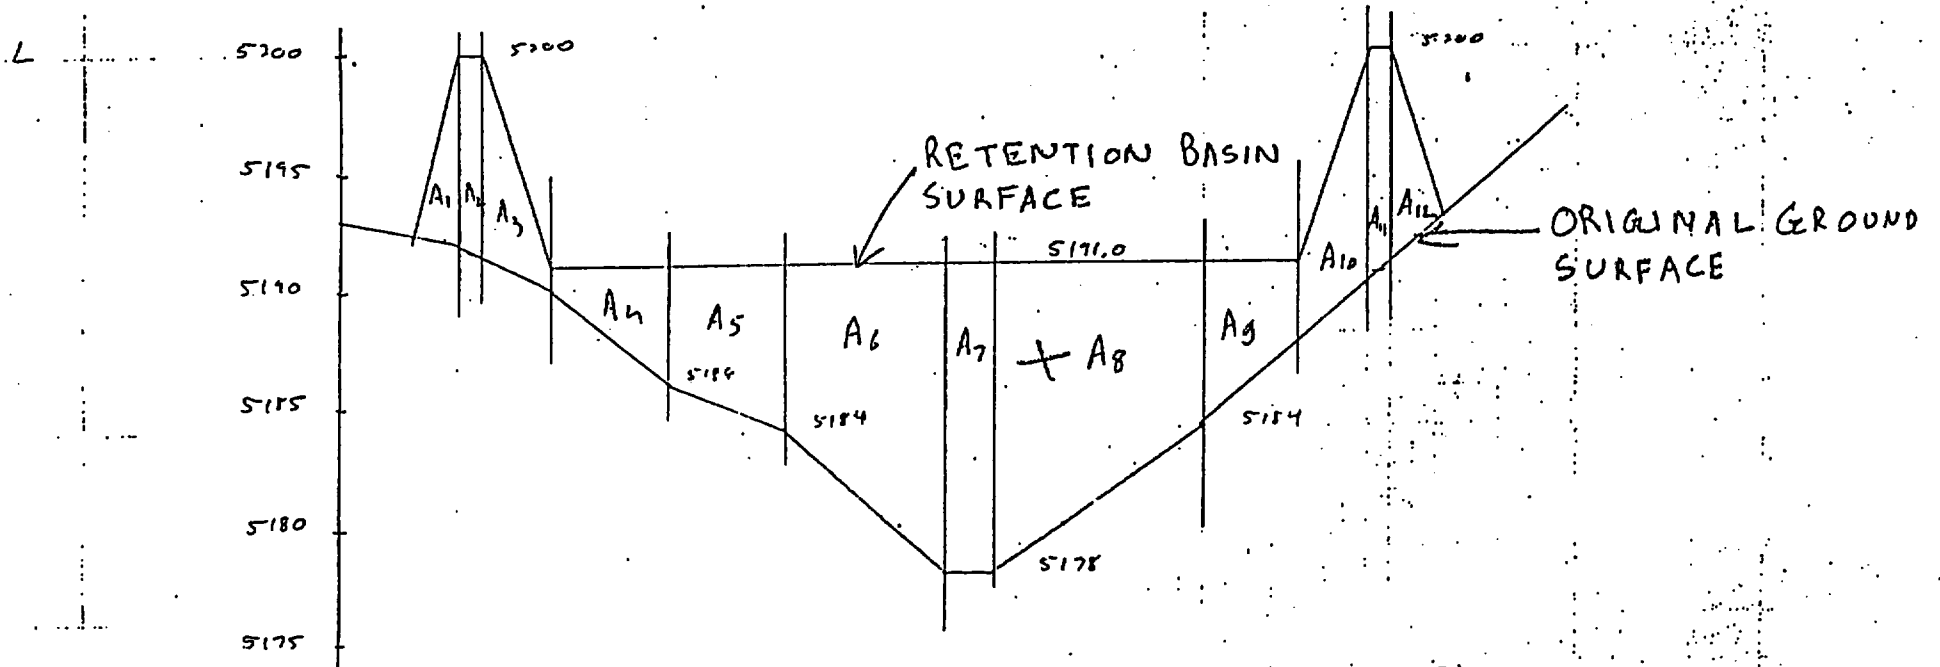 L
5200
5200
5200
5195
RETENTION BASIN
SURFACE
A1 A2 A3
A11 A12
ORIGINAL GROUND
SURFACE
5191.0
A10
5190
A4 A5 A6 A7 A8 A9
5184
5185
5184
5180
5178
5175